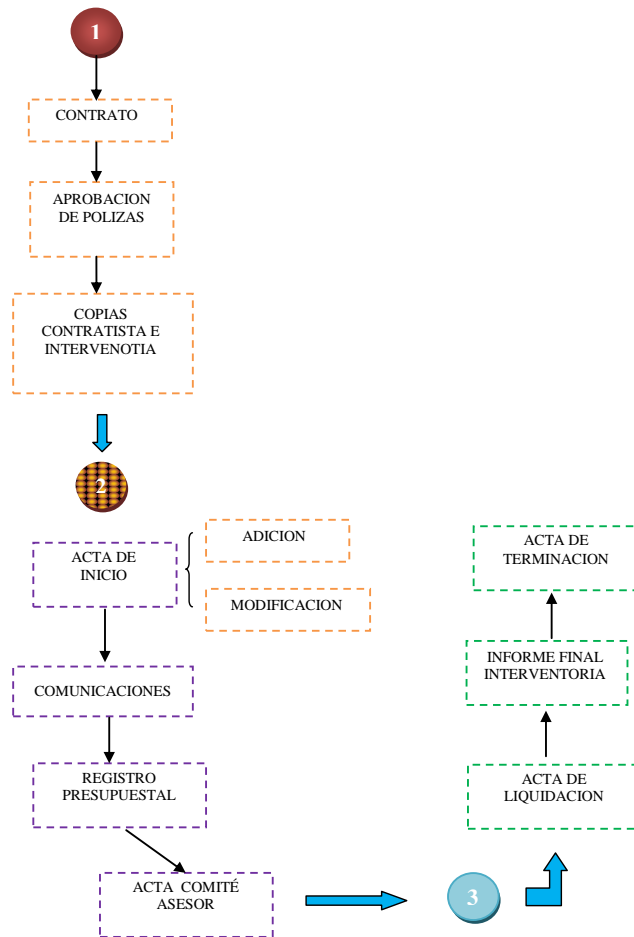 1
CONTRATO
APROBACION
DE POLIZAS
COPIAS
CONTRATISTA E
INTERVENOTIA
2
ACTA DE
INICIO
ADICION
MODIFICACION
COMUNICACIONES
REGISTRO
PRESUPUESTAL
ACTA COMITÉ
ASESOR
3
ACTA DE
LIQUIDACION
INFORME FINAL
INTERVENTORIA
ACTA DE
TERMINACION